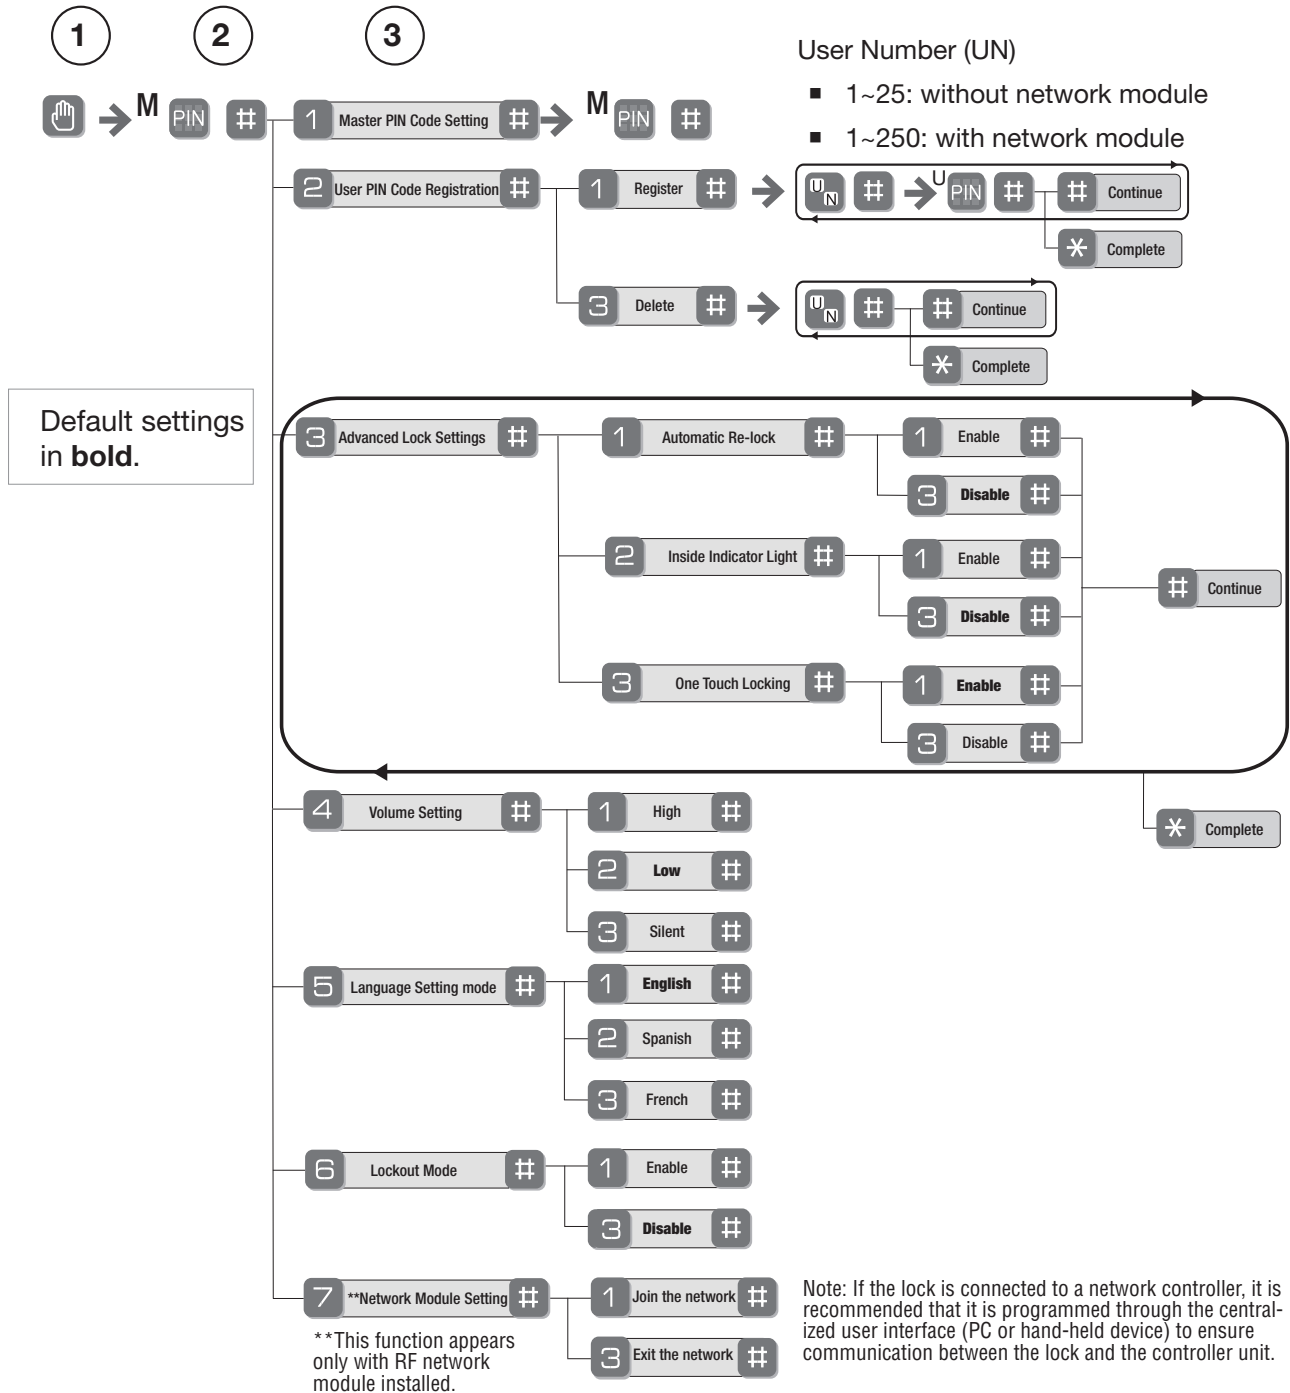 1 2 3
User Number (UN)
■ 1~25: without network module
■ 1~250: with network module
M PIN # 1 Master PIN Code Setting # M PIN #
2 User PIN Code Registration # 1 Register # UN # U PIN # # Continue
* Complete
3 Delete # UN # # Continue
* Complete
Default settings
in bold.
3 Advanced Lock Settings # 1 Automatic Re-lock # 1 Enable #
3 Disable #
2 Inside Indicator Light # 1 Enable #
# Continue
3 Disable #
3 One Touch Locking # 1 Enable #
3 Disable #
4 Volume Setting # 1 High #
* Complete
2 Low #
3 Silent #
5 Language Setting mode # 1 English #
2 Spanish #
3 French #
6 Lockout Mode # 1 Enable #
3 Disable #
7 **Network Module Setting # 1 Join the network #
3 Exit the network #
**This function appears
only with RF network
module installed.
Note: If the lock is connected to a network controller, it is
recommended that it is programmed through the central-
ized user interface (PC or hand-held device) to ensure
communication between the lock and the controller unit.